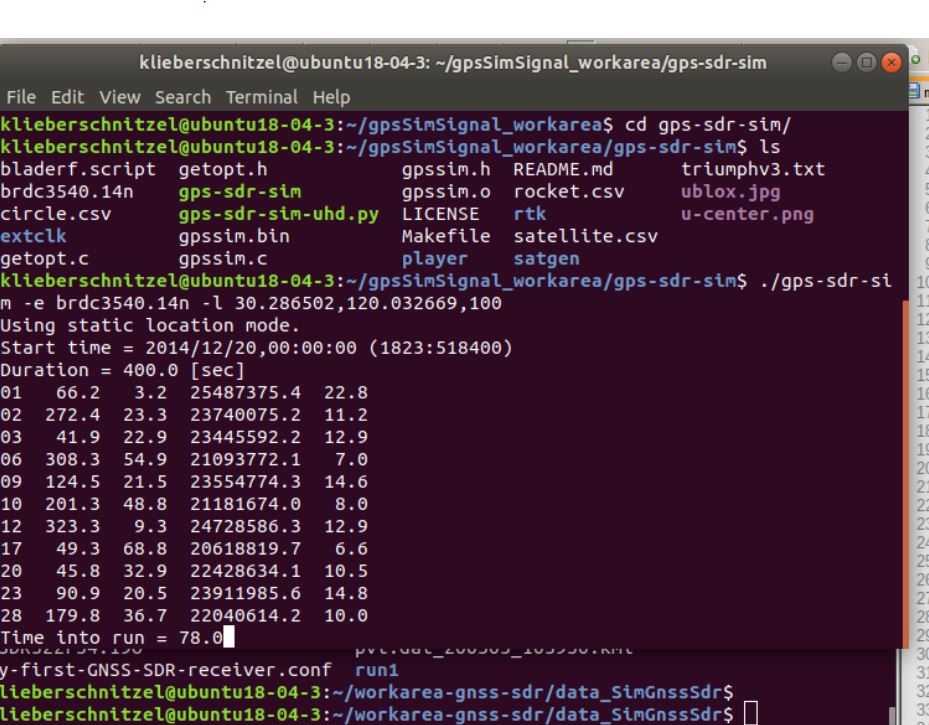 klieberschnitzel@ubuntu18-04-3: ~/gpsSimSignal_workarea/gps-sdr-sim
File Edit View Search Terminal Help
klieberschnitzel@ubuntu18-04-3:~/gpsSimSignal_workarea$ cd gps-sdr-sim/
klieberschnitzel@ubuntu18-04-3:~/gpsSimSignal_workarea/gps-sdr-sim$ ls
bladerf.script getopt.h gpssim.h README.md triumphv3.txt
brdc3540.14n gps-sdr-sim gpssim.o rocket.csv ublox.jpg
circle.csv gps-sdr-sim-uhd.py LICENSE rtk u-center.png
extclk gpssim.bin Makefile satellite.csv
getopt.c gpssim.c player satgen
klieberschnitzel@ubuntu18-04-3:~/gpsSimSignal_workarea/gps-sdr-sim$ ./gps-sdr-si
m -e brdc3540.14n -l 30.286502,120.032669,100
Using static location mode.
Start time = 2014/12/20,00:00:00 (1823:518400)
Duration = 400.0 [sec]
01 66.2 3.2 25487375.4 22.8
02 272.4 23.3 23740075.2 11.2
03 41.9 22.9 23445592.2 12.9
06 308.3 54.9 21093772.1 7.0
09 124.5 21.5 23554774.3 14.6
10 201.3 48.8 21181674.0 8.0
12 323.3 9.3 24728586.3 12.9
17 49.3 68.8 20618819.7 6.6
20 45.8 32.9 22428634.1 10.5
23 90.9 20.5 23911985.6 14.8
28 179.8 36.7 22040614.2 10.0
Time into run = 78.0
y-first-GNSS-SDR-receiver.conf run1
lieberschnitzel@ubuntu18-04-3:~/workarea-gnss-sdr/data_SimGnssSdr$
lieberschnitzel@ubuntu18-04-3:~/workarea-gnss-sdr/data_SimGnssSdr$